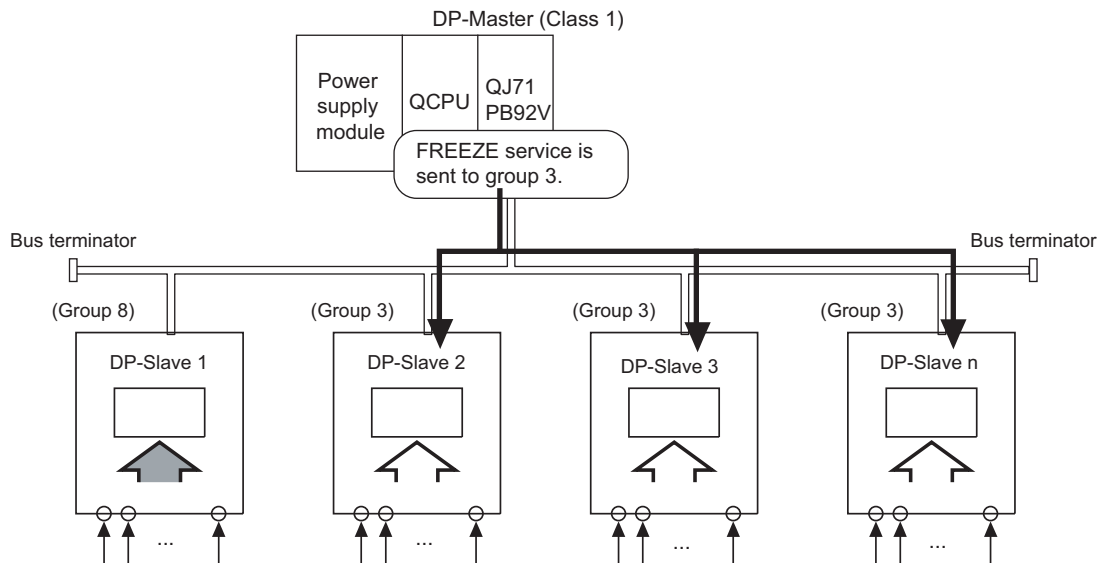 DP-Master (Class 1)
Power
supply
module
QCPU
QJ71
PB92V
FREEZE service is
sent to group 3.
Bus terminator
Bus terminator
(Group 8)
(Group 3)
(Group 3)
(Group 3)
DP-Slave 1
DP-Slave 2
DP-Slave 3
DP-Slave n
...
...
...
...